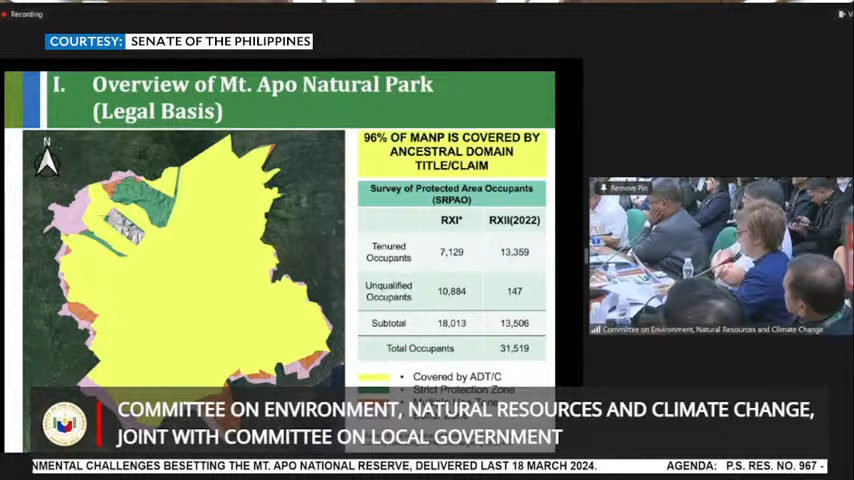 Recording
COURTESY: SENATE OF THE PHILIPPINES
I. Overview of Mt. Apo Natural Park
(Legal Basis)
N
96% OF MANP IS COVERED BY
ANCESTRAL DOMAIN
TITLE/CLAIM
Survey of Protected Area Occupants
(SRPAO)
RXI* RXII(2022)
Tenured
Occupants 7,129 13,359
Unqualified
Occupants 10,884 147
Subtotal 18,013 13,506
Total Occupants 31,519
• Covered by ADT/C
• Strict Protection Zone
Remove Pin
Committee on Environment, Natural Resources and Climate Change
COMMITTEE ON ENVIRONMENT, NATURAL RESOURCES AND CLIMATE CHANGE,
JOINT WITH COMMITTEE ON LOCAL GOVERNMENT
NMENTAL CHALLENGES BESETTING THE MT. APO NATIONAL RESERVE, DELIVERED LAST 18 MARCH 2024. AGENDA: P.S. RES. NO. 967 -